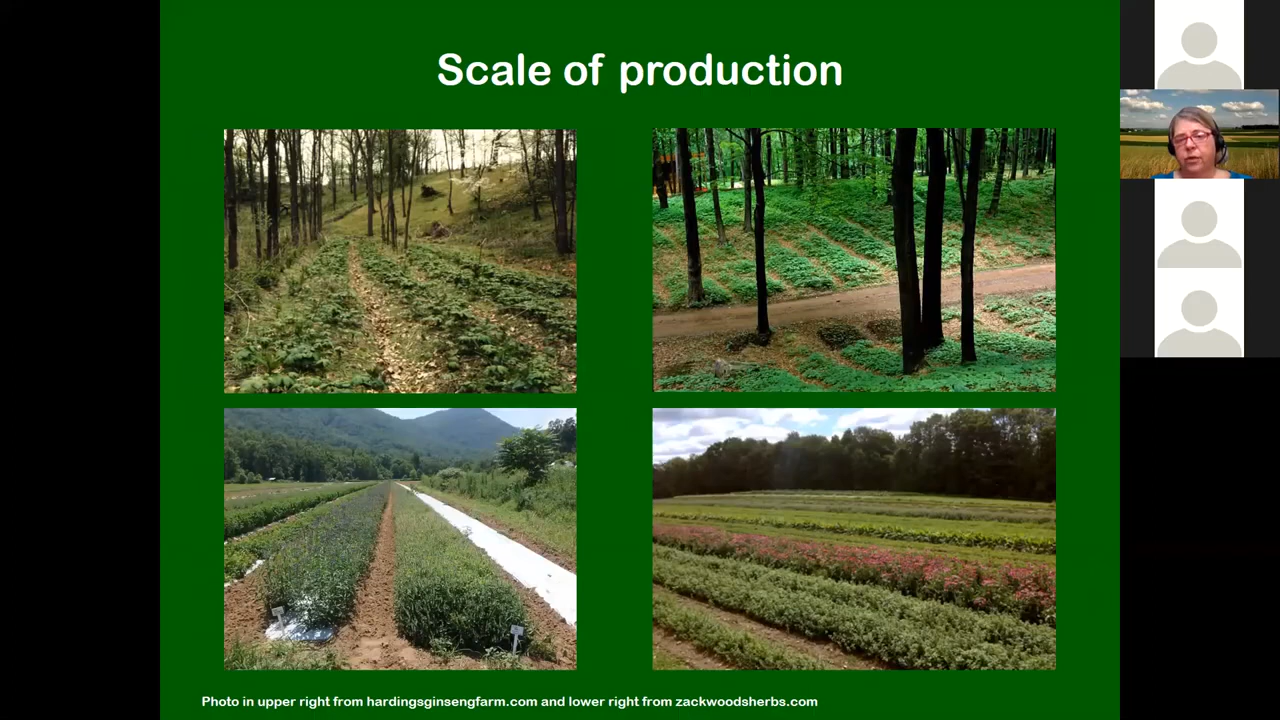 Scale of production
Photo in upper right from hardingsginsengfarm.com and lower right from zackwoodsherbs.com